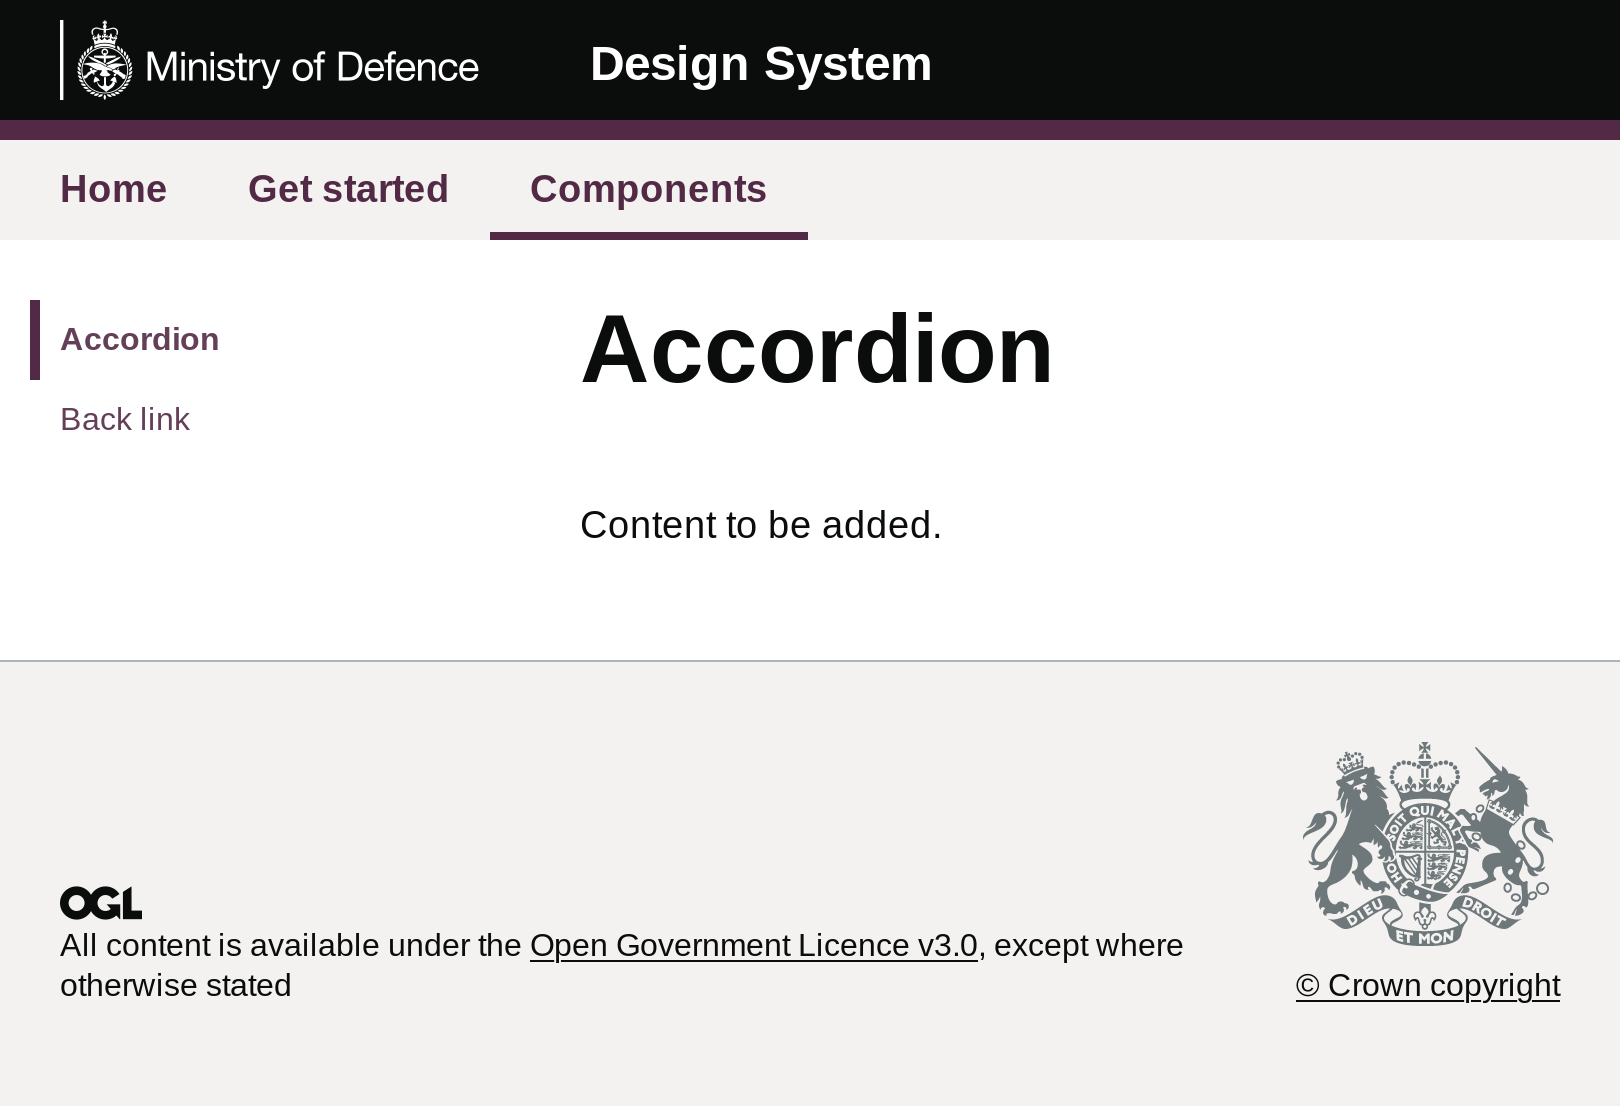 Ministry of Defence
Design System
Home
Get started
Components
Accordion
Back link
Accordion
Content to be added.
OGL
All content is available under the Open Government Licence v3.0, except where
otherwise stated
SOIT QUI MAL Y PENSE
HON
DIEU ET MON DROIT
© Crown copyright